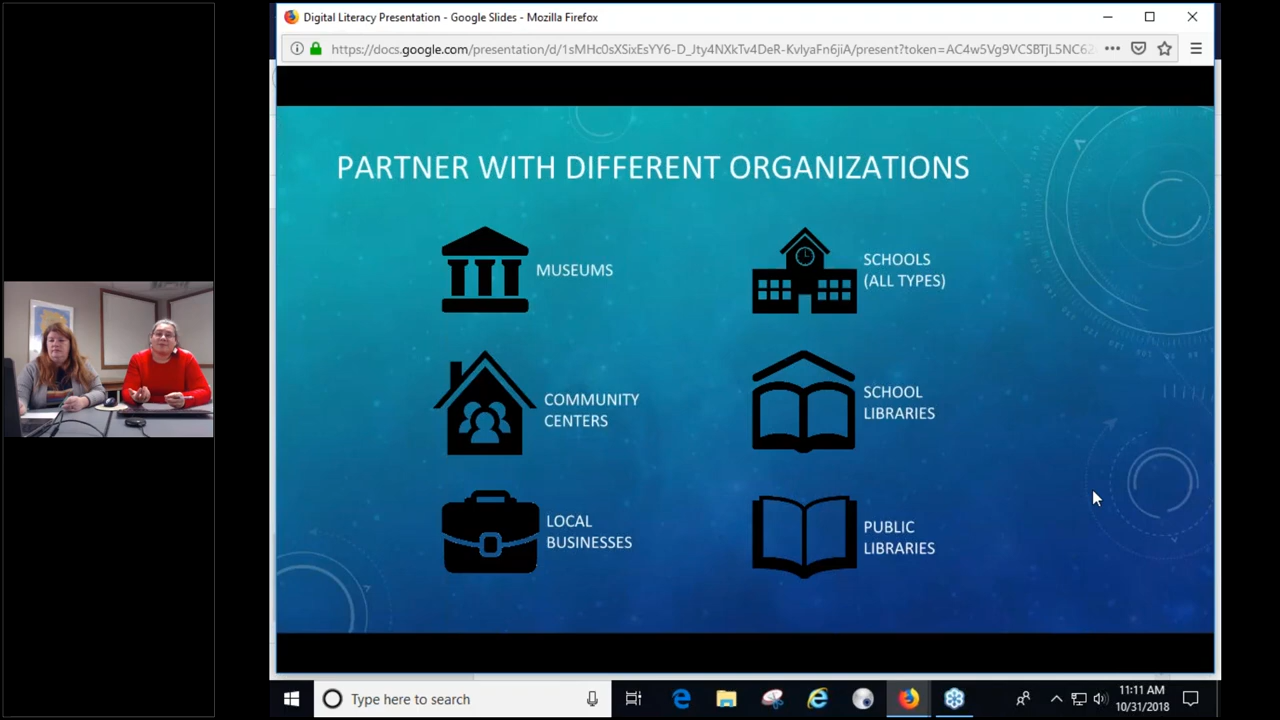 Digital Literacy Presentation - Google Slides - Mozilla Firefox
https://docs.google.com/presentation/d/1sMHc0sXSixEsYY6-D_Jty4NXkTv4DeR-KvIyaFn6jiA/present?token=AC4w5Vg9VCSBTjL5NC6
PARTNER WITH DIFFERENT ORGANIZATIONS
MUSEUMS
SCHOOLS
(ALL TYPES)
COMMUNITY
CENTERS
SCHOOL
LIBRARIES
LOCAL
BUSINESSES
PUBLIC
LIBRARIES
Type here to search
11:11 AM
10/31/2018